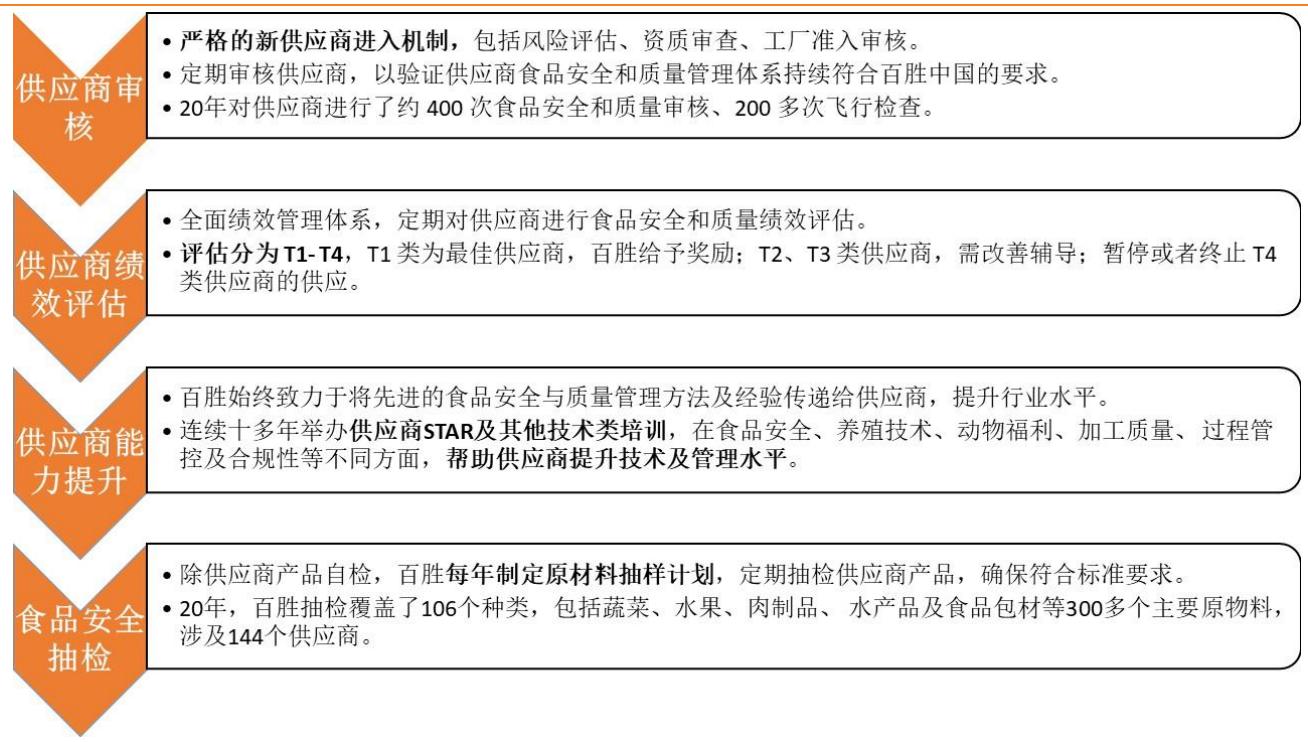 供应商审
核
• 严格的新供应商进入机制，包括风险评估、资质审查、工厂准入审核。
• 定期审核供应商，以验证供应商食品安全和质量管理体系持续符合百胜中国的要求。
• 20年对供应商进行了约 400 次食品安全和质量审核、200 多次飞行检查。
供应商绩
效评估
• 全面绩效管理体系，定期对供应商进行食品安全和质量绩效评估。
• 评估分为 T1-T4，T1 类为最佳供应商，百胜给予奖励；T2、T3 类供应商，需改善辅导；暂停或者终止 T4
类供应商的供应。
供应商能
力提升
• 百胜始终致力于将先进的食品安全与质量管理方法及经验传递给供应商，提升行业水平。
• 连续十多年举办供应商STAR及其他技术类培训，在食品安全、养殖技术、动物福利、加工质量、过程管
控及合规性等不同方面，帮助供应商提升技术及管理水平。
食品安全
抽检
• 除供应商产品自检，百胜每年制定原材料抽样计划，定期抽检供应商产品，确保符合标准要求。
• 20年，百胜抽检覆盖了106个种类，包括蔬菜、水果、肉制品、 水产品及食品包材等300多个主要原物料，
涉及144个供应商。